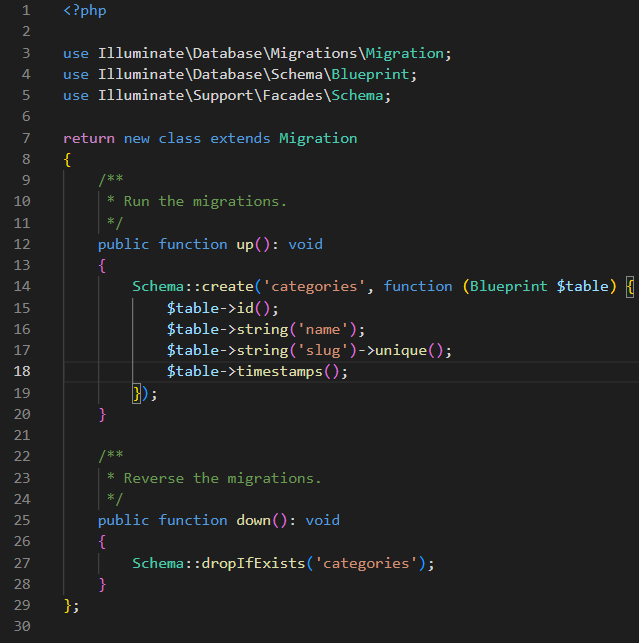 1 <?php
2
3 use Illuminate\Database\Migrations\Migration;
4 use Illuminate\Database\Schema\Blueprint;
5 use Illuminate\Support\Facades\Schema;
6
7 return new class extends Migration
8 {
9     /**
10      * Run the migrations.
11      */
12     public function up(): void
13     {
14         Schema::create('categories', function (Blueprint $table) {
15             $table->id();
16             $table->string('name');
17             $table->string('slug')->unique();
18             $table->timestamps();
19         });
20     }
21
22     /**
23      * Reverse the migrations.
24      */
25     public function down(): void
26     {
27         Schema::dropIfExists('categories');
28     }
29 };
30